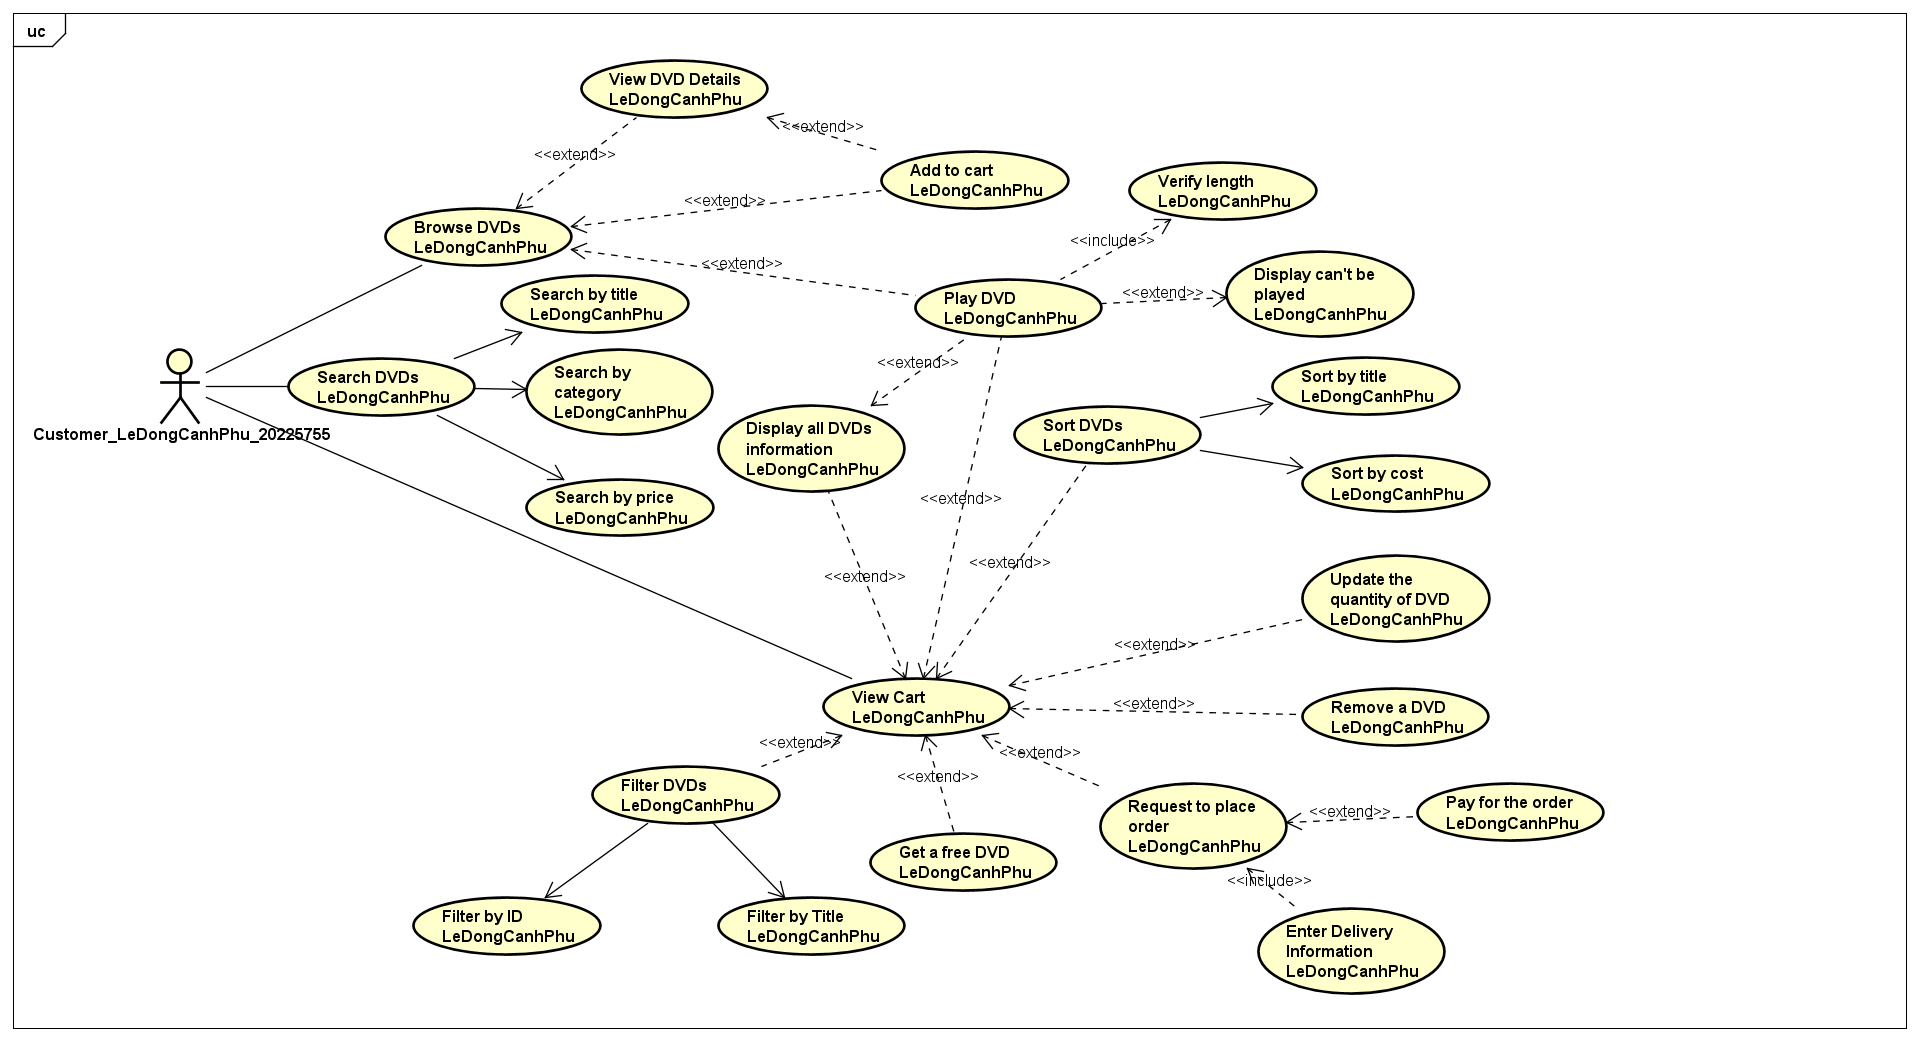 uc
View DVD Details
LeDongCanhPhu
<<extend>>
<<extend>>
Add to cart
LeDongCanhPhu
Verify length
LeDongCanhPhu
<<extend>>
Browse DVDs
LeDongCanhPhu
<<include>>
<<extend>>
Display can't be
played
LeDongCanhPhu
Search by title
LeDongCanhPhu
Play DVD
LeDongCanhPhu
<<extend>>
<<extend>>
Search DVDs
LeDongCanhPhu
Search by
category
LeDongCanhPhu
Sort by title
LeDongCanhPhu
Customer_LeDongCanhPhu_20225755
Display all DVDs
information
LeDongCanhPhu
Sort DVDs
LeDongCanhPhu
Search by price
LeDongCanhPhu
<<extend>>
Sort by cost
LeDongCanhPhu
<<extend>>
<<extend>>
Update the
quantity of DVD
LeDongCanhPhu
<<extend>>
View Cart
LeDongCanhPhu
<<extend>>
Remove a DVD
LeDongCanhPhu
<<extend>>
<<extend>>
<<extend>>
Filter DVDs
LeDongCanhPhu
Request to place
order
LeDongCanhPhu
<<extend>>
Pay for the order
LeDongCanhPhu
Get a free DVD
LeDongCanhPhu
<<include>>
Filter by ID
LeDongCanhPhu
Filter by Title
LeDongCanhPhu
Enter Delivery
Information
LeDongCanhPhu